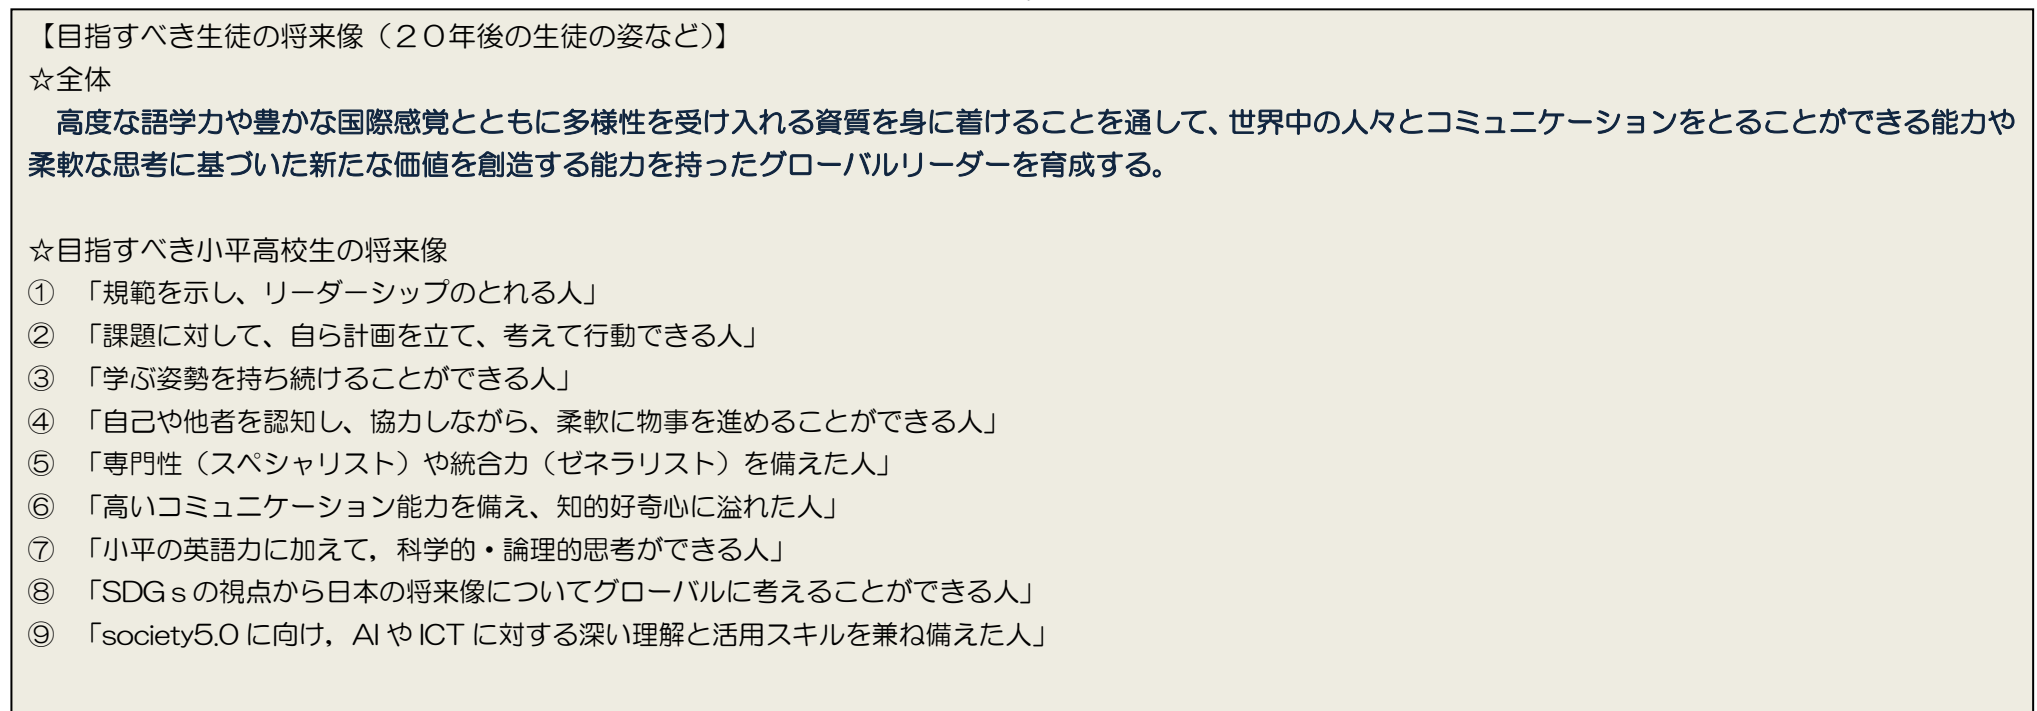 【目指すべき生徒の将来像（２０年後の生徒の姿など）】
☆全体
　高度な語学力や豊かな国際感覚とともに多様性を受け入れる資質を身に着けることを通して、世界中の人々とコミュニケーションをとることができる能力や
柔軟な思考に基づいた新たな価値を創造する能力を持ったグローバルリーダーを育成する。
☆目指すべき小平高校生の将来像
①　「規範を示し、リーダーシップのとれる人」
②　「課題に対して、自ら計画を立て、考えて行動できる人」
③　「学ぶ姿勢を持ち続けることができる人」
④　「自己や他者を認知し、協力しながら、柔軟に物事を進めることができる人」
⑤　「専門性（スペシャリスト）や統合力（ゼネラリスト）を備えた人」
⑥　「高いコミュニケーション能力を備え、知的好奇心に溢れた人」
⑦　「小平の英語力に加えて，科学的・論理的思考ができる人」
⑧　「SDGｓの視点から日本の将来像についてグローバルに考えることができる人」
⑨　「society5.0 に向け，AI や ICT に対する深い理解と活用スキルを兼ね備えた人」